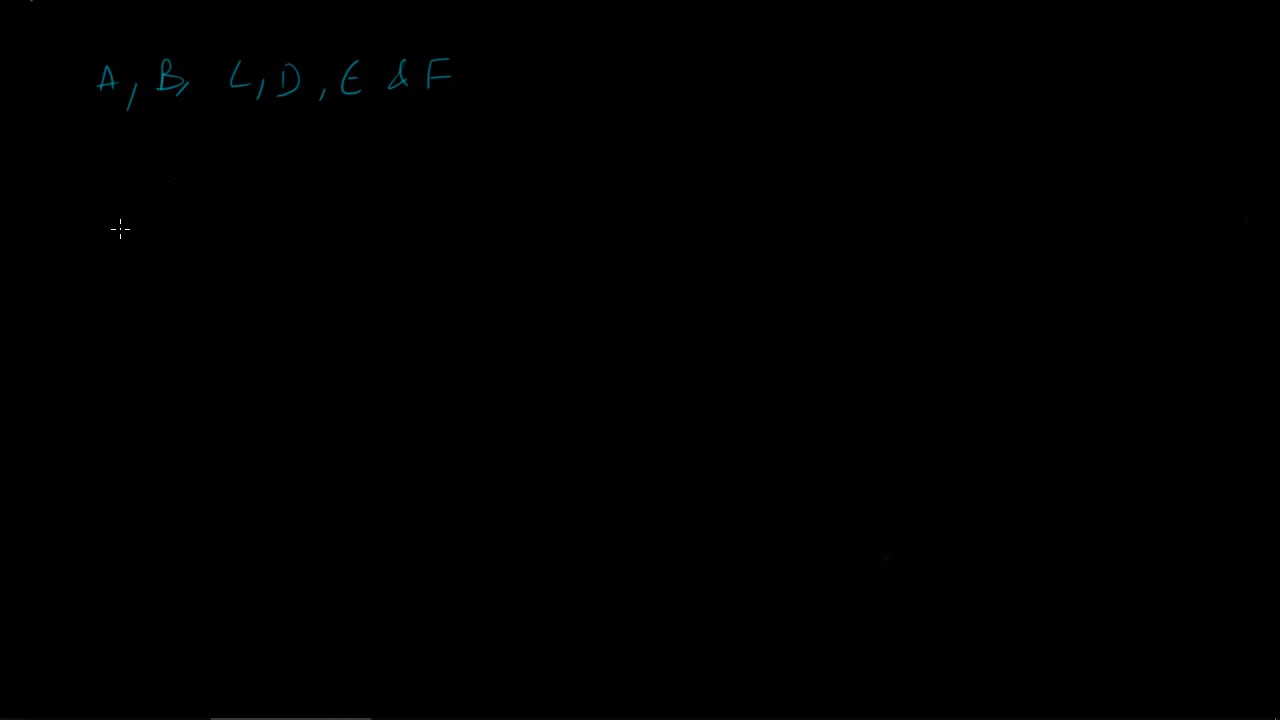 A, B, C, D, E & F